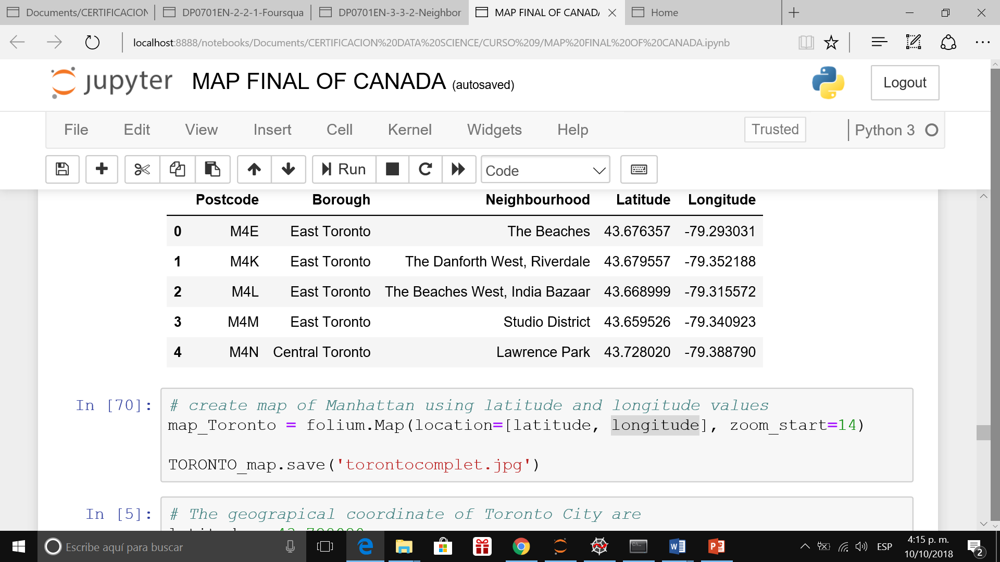 Documents/CERTIFICACION DP0701EN-2-2-1-Foursqua DP0701EN-3-3-2-Neighbor MAP FINAL OF CANADA Home
localhost:8888/notebooks/Documents/CERTIFICACION%20DATA%20SCIENCE/CURSO%209/MAP%20FINAL%20OF%20CANADA.ipynb
jupyter MAP FINAL OF CANADA (autosaved) Logout
File Edit View Insert Cell Kernel Widgets Help Trusted Python 3
Run Code
Postcode Borough Neighbourhood Latitude Longitude
0 M4E East Toronto The Beaches 43.676357 -79.293031
1 M4K East Toronto The Danforth West, Riverdale 43.679557 -79.352188
2 M4L East Toronto The Beaches West, India Bazaar 43.668999 -79.315572
3 M4M East Toronto Studio District 43.659526 -79.340923
4 M4N Central Toronto Lawrence Park 43.728020 -79.388790
In [70]: # create map of Manhattan using latitude and longitude values
map_Toronto = folium.Map(location=[latitude, longitude], zoom_start=14)
TORONTO_map.save('torontocomplet.jpg')
In [5]: # The geograpical coordinate of Toronto City are
Escribe aquí para buscar ESP 4:15 p. m.
10/10/2018 2